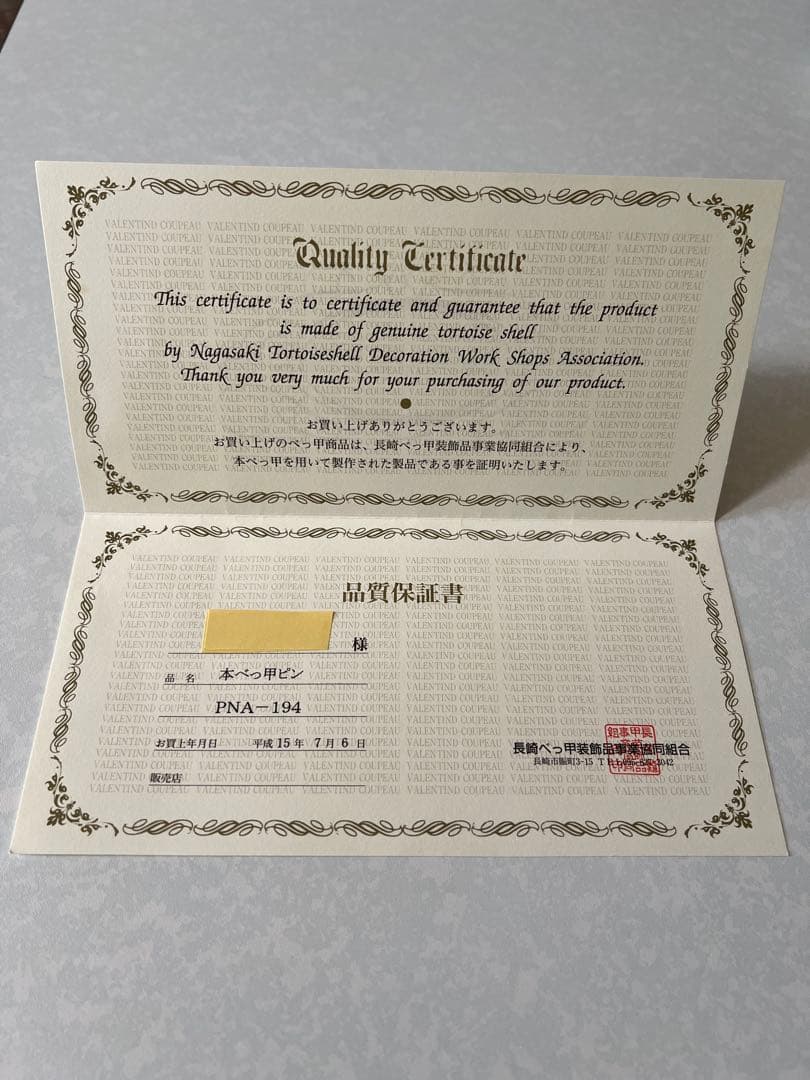 Quality Certificate
This certificate is to certificate and guarantee that the product
is made of genuine tortoise shell
by Nagasaki Tortoiseshell Decoration Work Shops Association.
Thank you very much for your purchasing of our product.
お買い上げありがとうございます。
お買い上げのべっ甲商品は、長崎べっ甲装飾品事業協同組合により、
本べっ甲を用いて製作された製品である事を証明いたします。
品質保証書
様
品 名 本べっ甲ピン
PNA-194
お買上年月日 平成 15 年 7 月 6 日
長崎べっ甲装飾品事業協同組合
長崎市賑町3-15
販売店